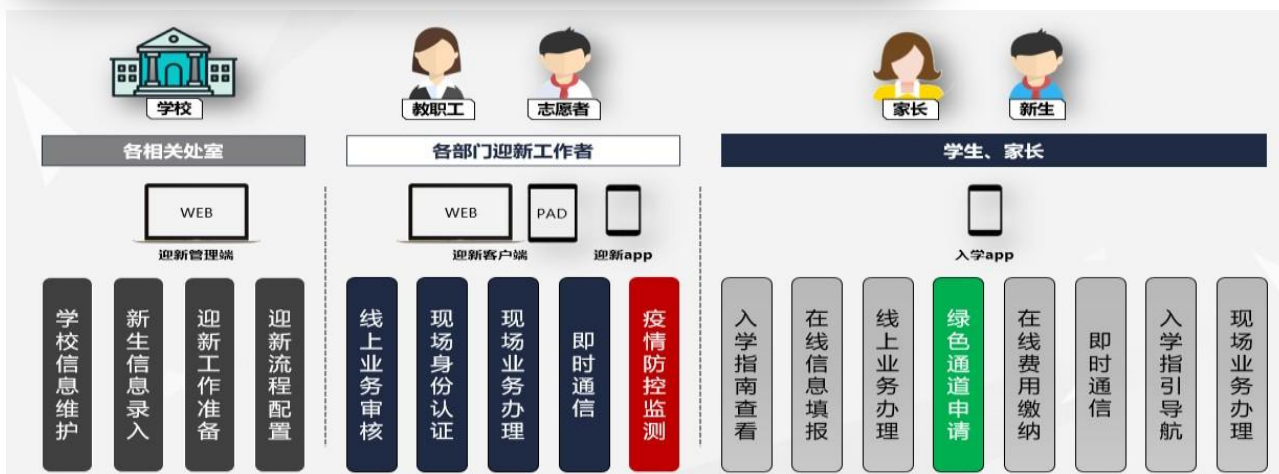 学校
教职工
志愿者
家长
新生
各相关处室
各部门迎新工作者
学生、家长
WEB
WEB
PAD
迎新管理端
迎新客户端
迎新app
入学app
学校信息维护
新生信息录入
迎新工作准备
迎新流程配置
线上业务审核
现场身份认证
现场业务办理
即时通信
疫情防控监测
入学指南查看
在线信息填报
线上业务办理
绿色通道申请
在线费用缴纳
即时通信
入学指引导航
现场业务办理